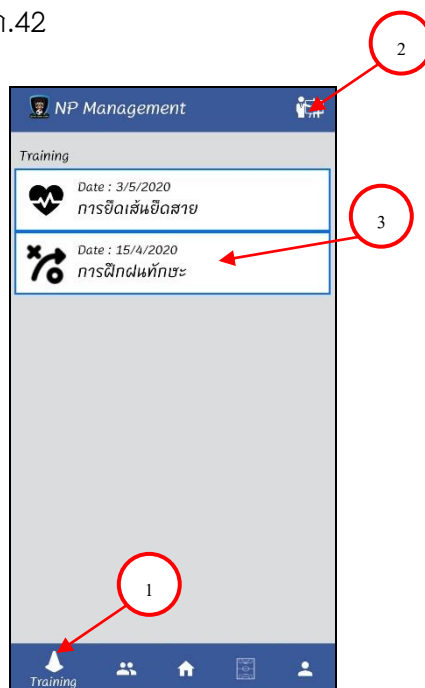 ก.42
2
NP Management
Training
Date : 3/5/2020
การยืดเส้นยืดสาย
3
Date : 15/4/2020
การฝึกฝนทักษะ
1
Training